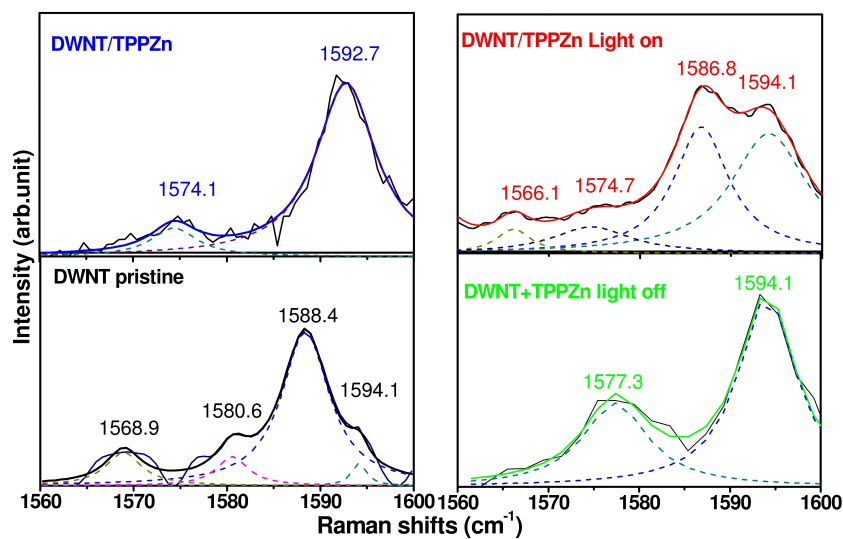 DWNT/TPPZn
1592.7
1574.1
DWNT/TPPZn Light on
1586.8
1594.1
1566.1
1574.7
DWNT pristine
1588.4
1594.1
1580.6
1568.9
DWNT+TPPZn light off
1594.1
1577.3
Intensity (arb.unit)
1560 1570 1580 1590 1600
1560 1570 1580 1590 1600
Raman shifts (cm⁻¹)